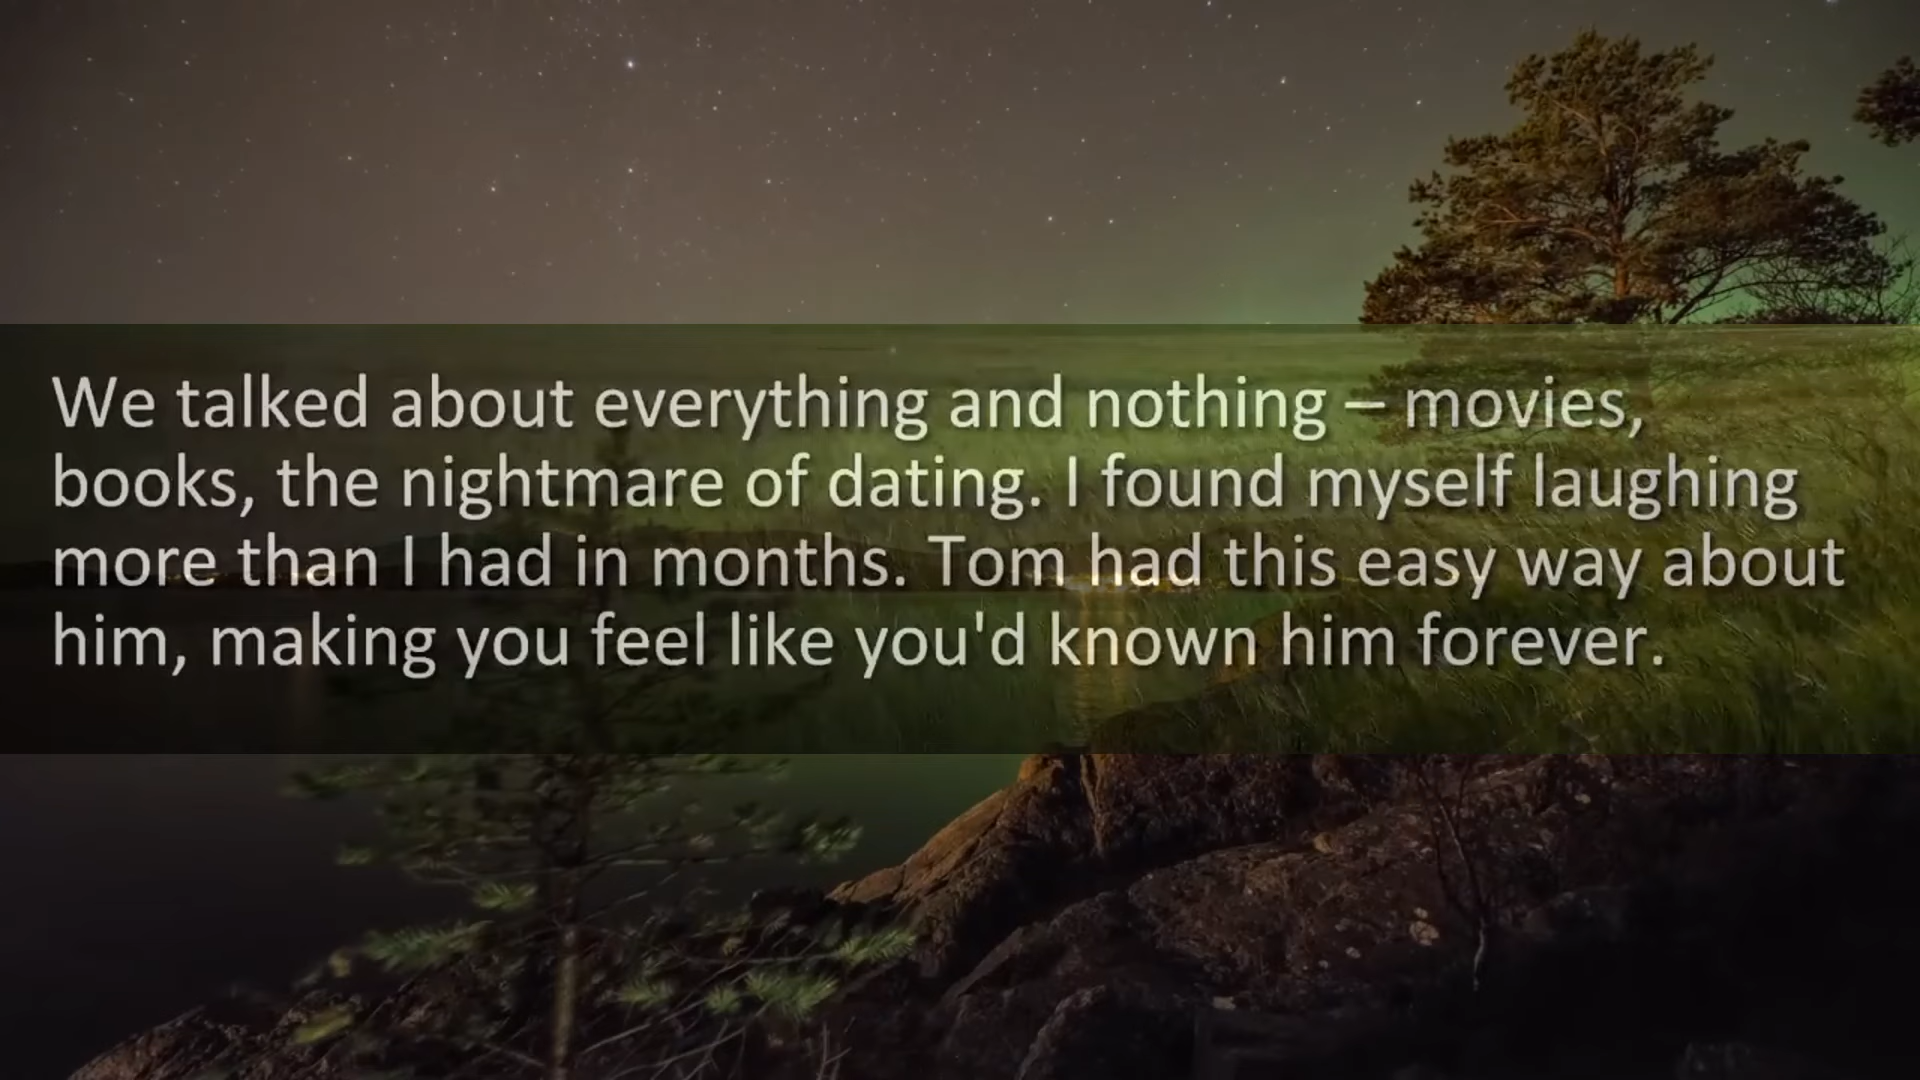 We talked about everything and nothing – movies,
books, the nightmare of dating. I found myself laughing
more than I had in months. Tom had this easy way about
him, making you feel like you'd known him forever.